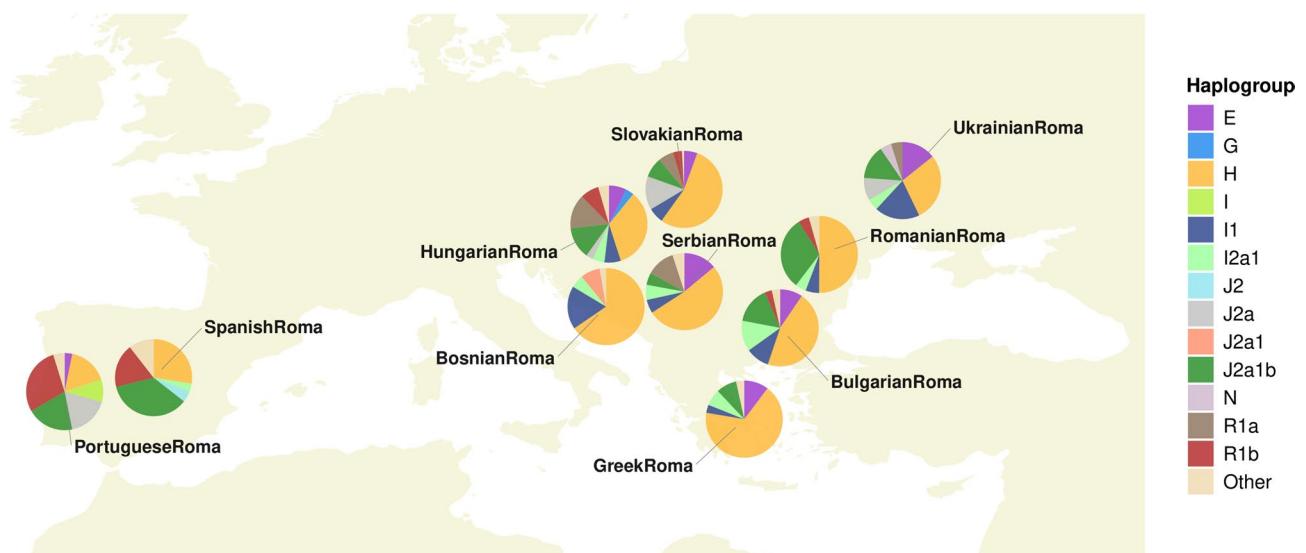 SlovakianRoma
UkrainianRoma
HungarianRoma
SerbianRoma
RomanianRoma
SpanishRoma
BosnianRoma
BulgarianRoma
PortugueseRoma
GreekRoma
Haplogroup
E
G
H
I
I1
I2a1
J2
J2a
J2a1
J2a1b
N
R1a
R1b
Other